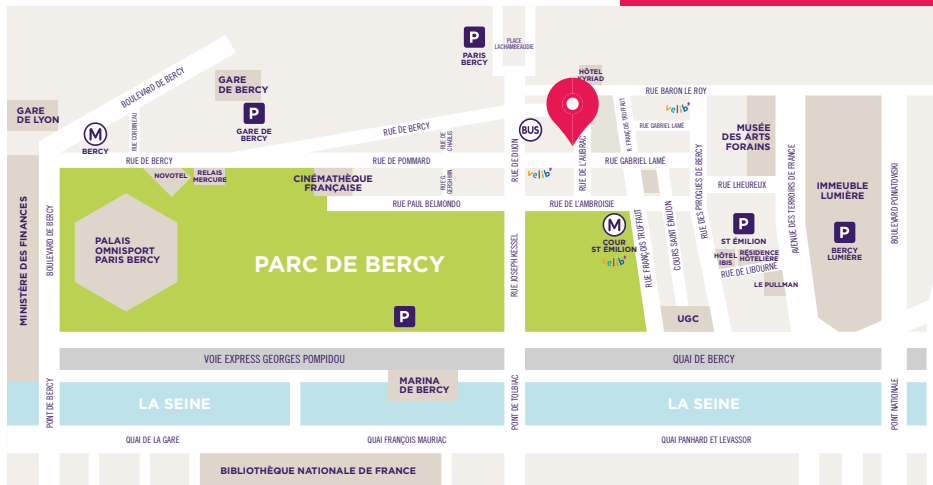 P
PARIS
BERCY
PLACE
LACHAMBEAUDIE
HÔTEL
KYRIAD
RUE BARON LE ROY
BOULEVARD DE BERCY
GARE
DE BERCY
P
GARE DE
BERCY
GARE
DE LYON
M
BERCY
RUE CORBINEAU
RUE DE BERCY
RUE DE CHABLIS
BUS
RUE DE DIJON
RUE DE L'AUBRAC
R. FRANÇOIS TRUFFAUT
velib'
RUE GABRIEL LAMÉ
MUSÉE
DES ARTS
FORAINS
RUE DE BERCY
RUE DE POMMARD
RUE GABRIEL LAMÉ
NOVOTEL
RELAIS
MERCURE
CINÉMATHÈQUE
FRANÇAISE
RUE G.
GERSHWIN
velib'
RUE LHEUREUX
IMMEUBLE
LUMIÈRE
RUE PAUL BELMONDO
RUE DE L'AMBROISIE
MINISTÈRE DES FINANCES
BOULEVARD DE BERCY
PALAIS
OMNISPORT
PARIS BERCY
PARC DE BERCY
RUE JOSEPH KESSEL
M
COUR
ST ÉMILION
velib'
RUE FRANÇOIS TRUFFAUT
COURS SAINT ÉMILION
RUE DES PIROGUES DE BERCY
P
ST ÉMILION
HÔTEL
IBIS
RÉSIDENCE
HÔTELIÈRE
RUE DE LIBOURNE
LE PULLMAN
AVENUE DES TERROIRS DE FRANCE
P
BERCY
LUMIÈRE
BOULEVARD PONIATOVSKI
P
UGC
VOIE EXPRESS GEORGES POMPIDOU
QUAI DE BERCY
MARINA
DE BERCY
PONT DE BERCY
LA SEINE
PONT DE TOLBIAC
LA SEINE
PONT NATIONALE
QUAI DE LA GARE
QUAI FRANÇOIS MAURIAC
QUAI PANHARD ET LEVASSOR
BIBLIOTHÈQUE NATIONALE DE FRANCE